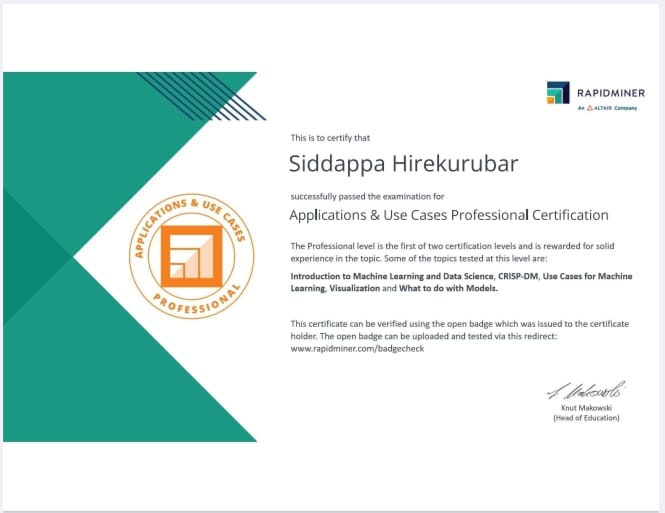 RAPIDMINER
An ALTAIR Company
This is to certify that
Siddappa Hirekurubar
successfully passed the examination for
Applications & Use Cases Professional Certification
APPLICATIONS & USE CASES
PROFESSIONAL
The Professional level is the first of two certification levels and is rewarded for solid
experience in the topic. Some of the topics tested at this level are:
Introduction to Machine Learning and Data Science, CRISP-DM, Use Cases for Machine
Learning, Visualization and What to do with Models.
This certificate can be verified using the open badge which was issued to the certificate
holder. The open badge can be uploaded and tested via this redirect:
www.rapidminer.com/badgecheck
Knut Makowski
(Head of Education)